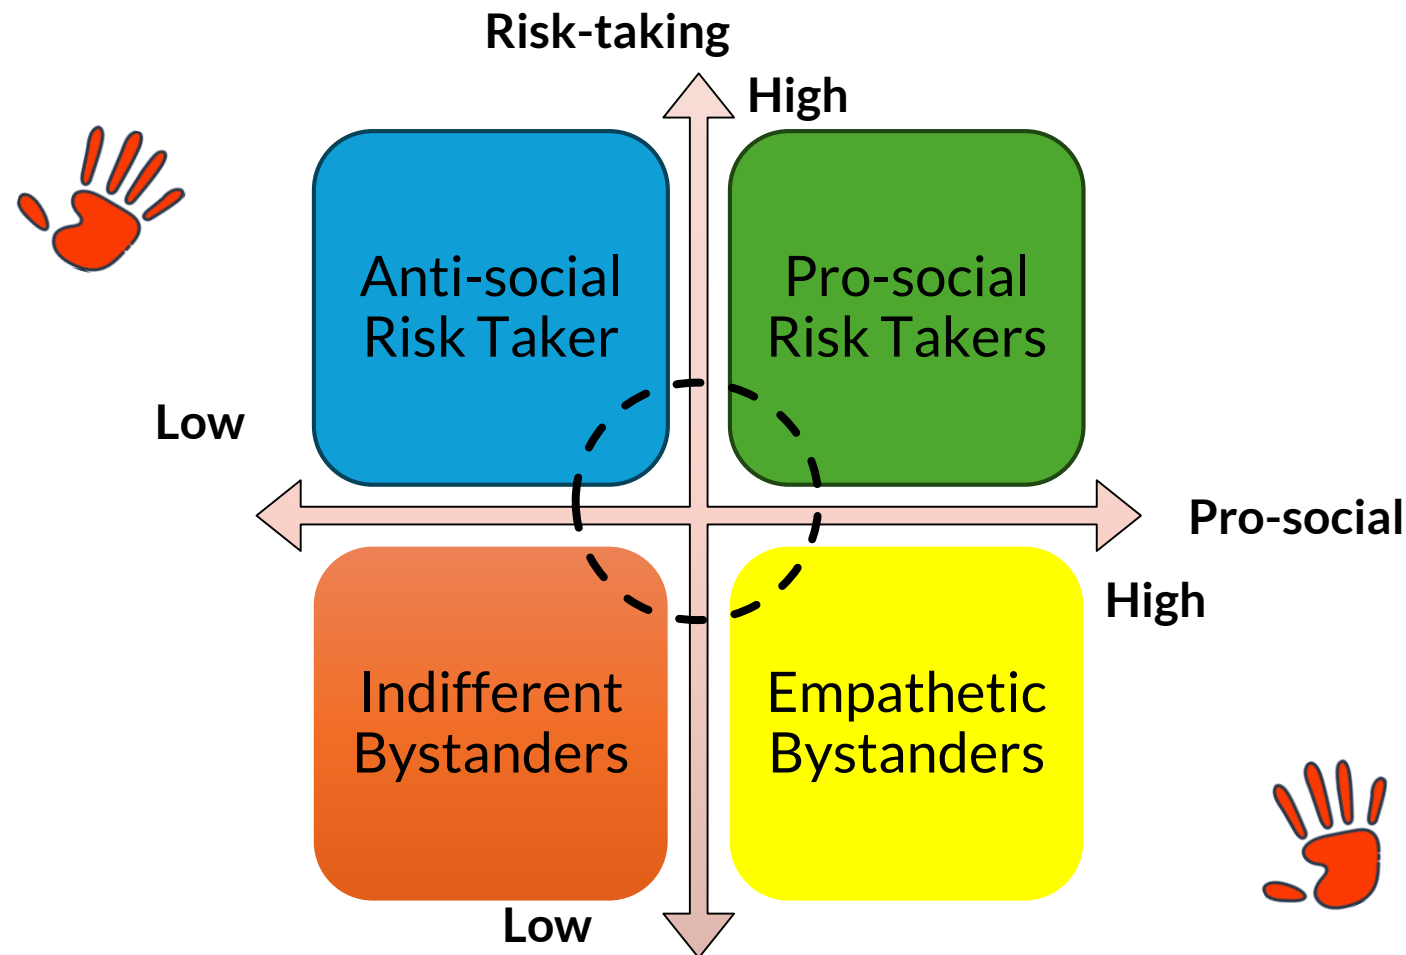 Risk-taking
High
Anti-social
Risk Taker
Pro-social
Risk Takers
Low
Pro-social
High
Indifferent
Bystanders
Empathetic
Bystanders
Low